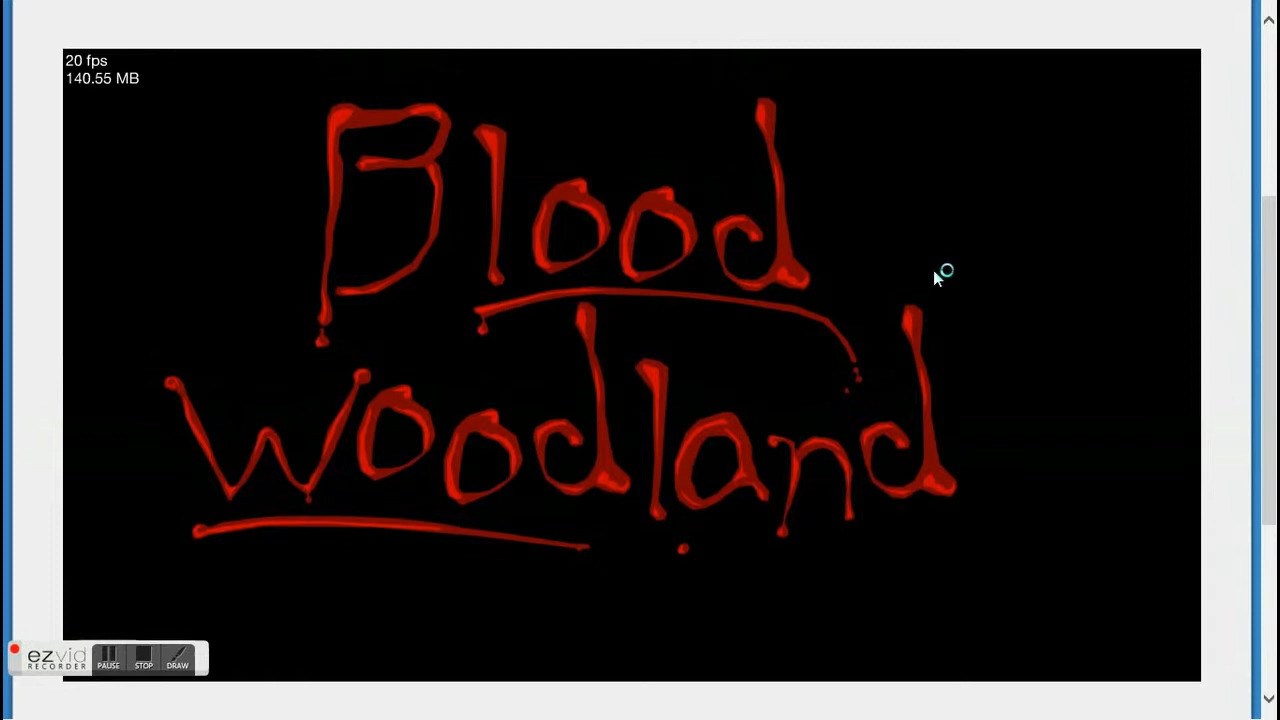 20 fps
140.55 MB
Blood
woodland
ezvid
RECORDER
PAUSE STOP DRAW